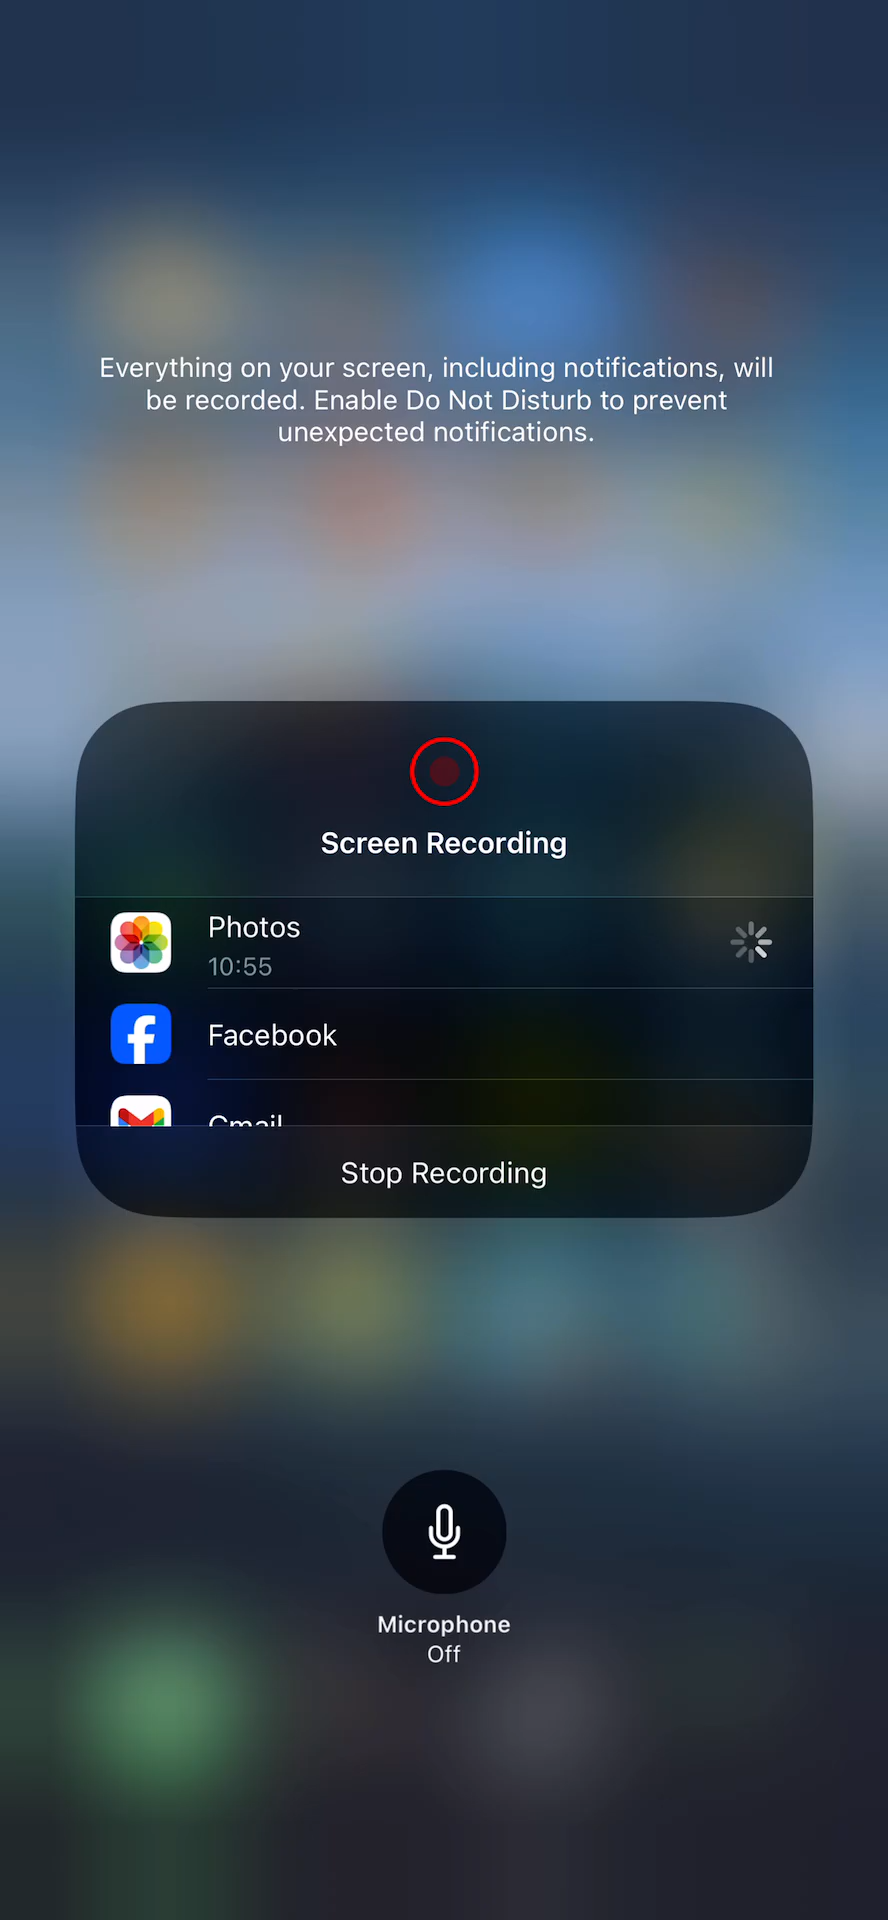 Everything on your screen, including notifications, will
be recorded. Enable Do Not Disturb to prevent
unexpected notifications.
Screen Recording
Photos
10:55
Facebook
Gmail
Stop Recording
Microphone
Off